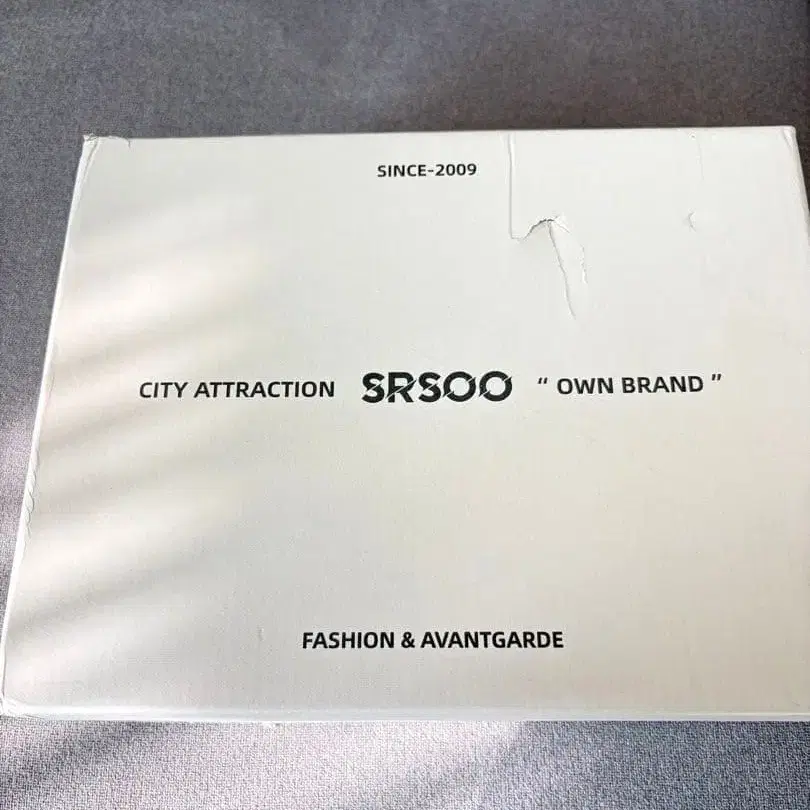 SINCE-2009
CITY ATTRACTION SRSOO “ OWN BRAND ”
FASHION & AVANTGARDE